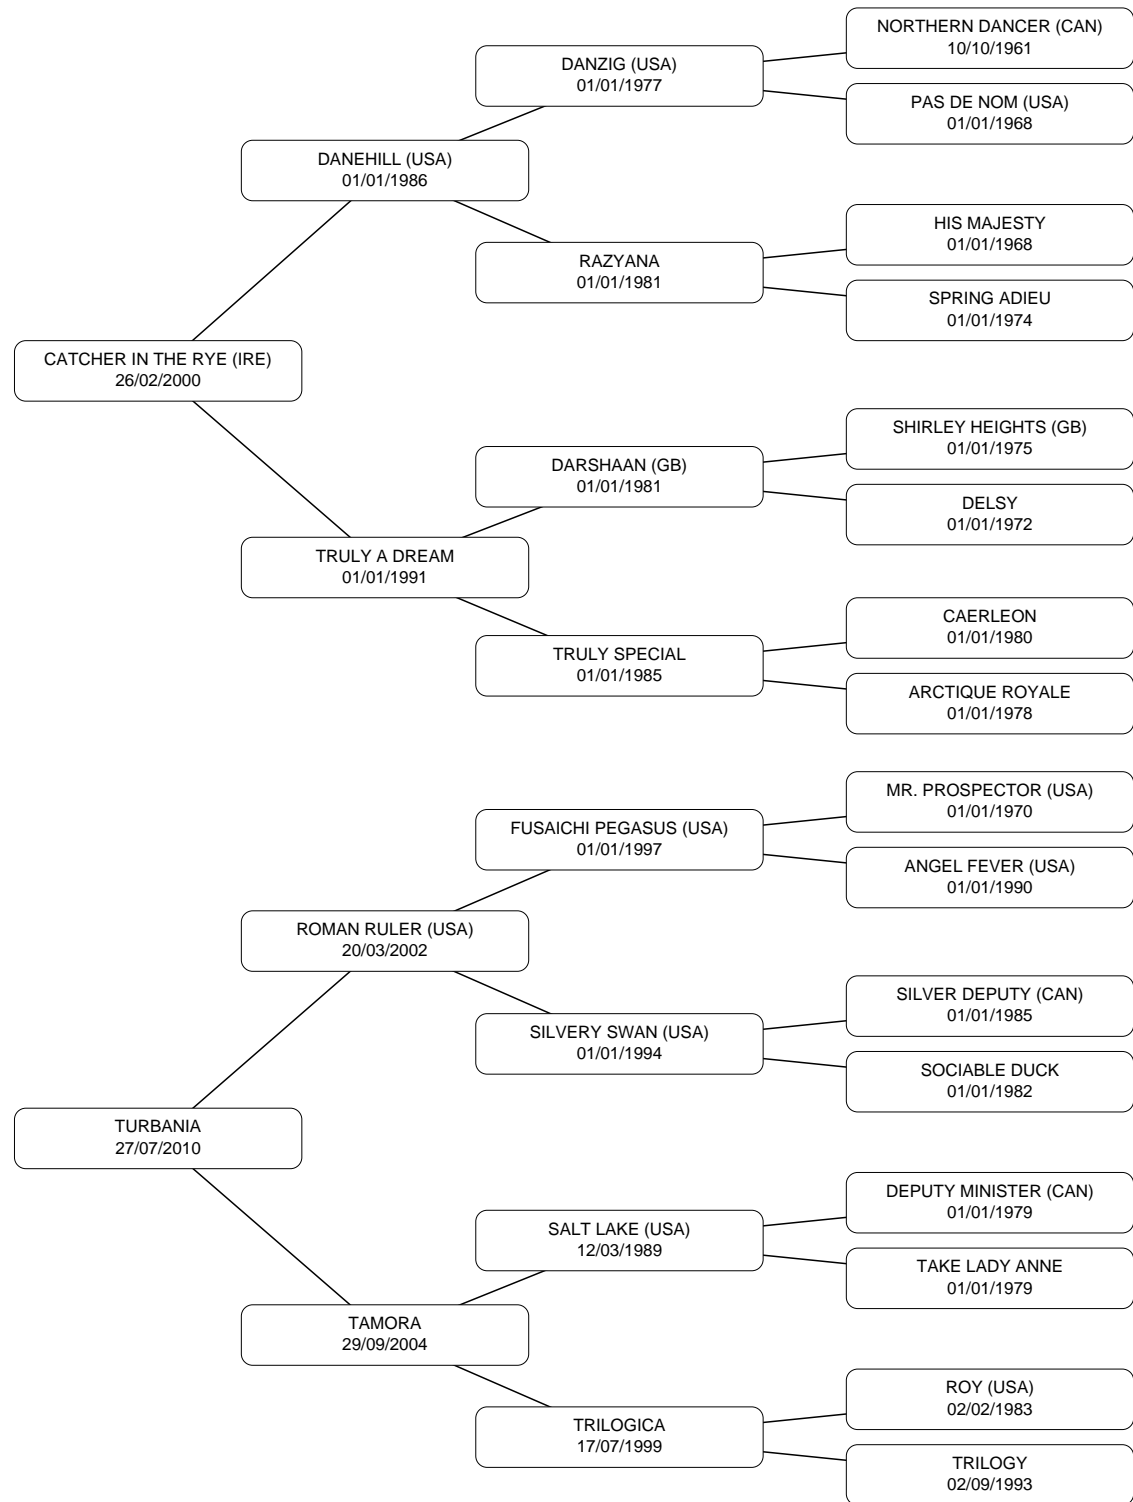 NORTHERN DANCER (CAN)
10/10/1961
DANZIG (USA)
01/01/1977
PAS DE NOM (USA)
01/01/1968
DANEHILL (USA)
01/01/1986
HIS MAJESTY
01/01/1968
RAZYANA
01/01/1981
SPRING ADIEU
01/01/1974
CATCHER IN THE RYE (IRE)
26/02/2000
SHIRLEY HEIGHTS (GB)
01/01/1975
DARSHAAN (GB)
01/01/1981
DELSY
01/01/1972
TRULY A DREAM
01/01/1991
CAERLEON
01/01/1980
TRULY SPECIAL
01/01/1985
ARCTIQUE ROYALE
01/01/1978
MR. PROSPECTOR (USA)
01/01/1970
FUSAICHI PEGASUS (USA)
01/01/1997
ANGEL FEVER (USA)
01/01/1990
ROMAN RULER (USA)
20/03/2002
SILVER DEPUTY (CAN)
01/01/1985
SILVERY SWAN (USA)
01/01/1994
SOCIABLE DUCK
01/01/1982
TURBANIA
27/07/2010
DEPUTY MINISTER (CAN)
01/01/1979
SALT LAKE (USA)
12/03/1989
TAKE LADY ANNE
01/01/1979
TAMORA
29/09/2004
ROY (USA)
02/02/1983
TRILOGICA
17/07/1999
TRILOGY
02/09/1993